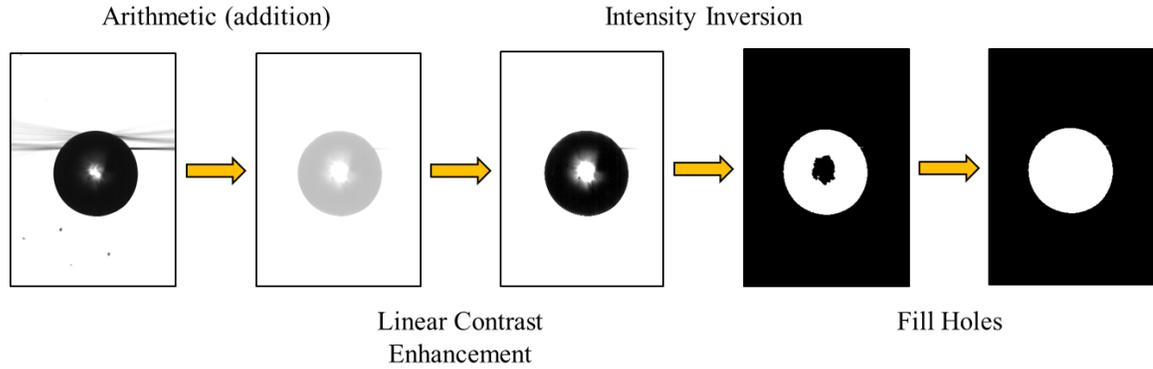 Arithmetic (addition)
Intensity Inversion
Linear Contrast
Enhancement
Fill Holes